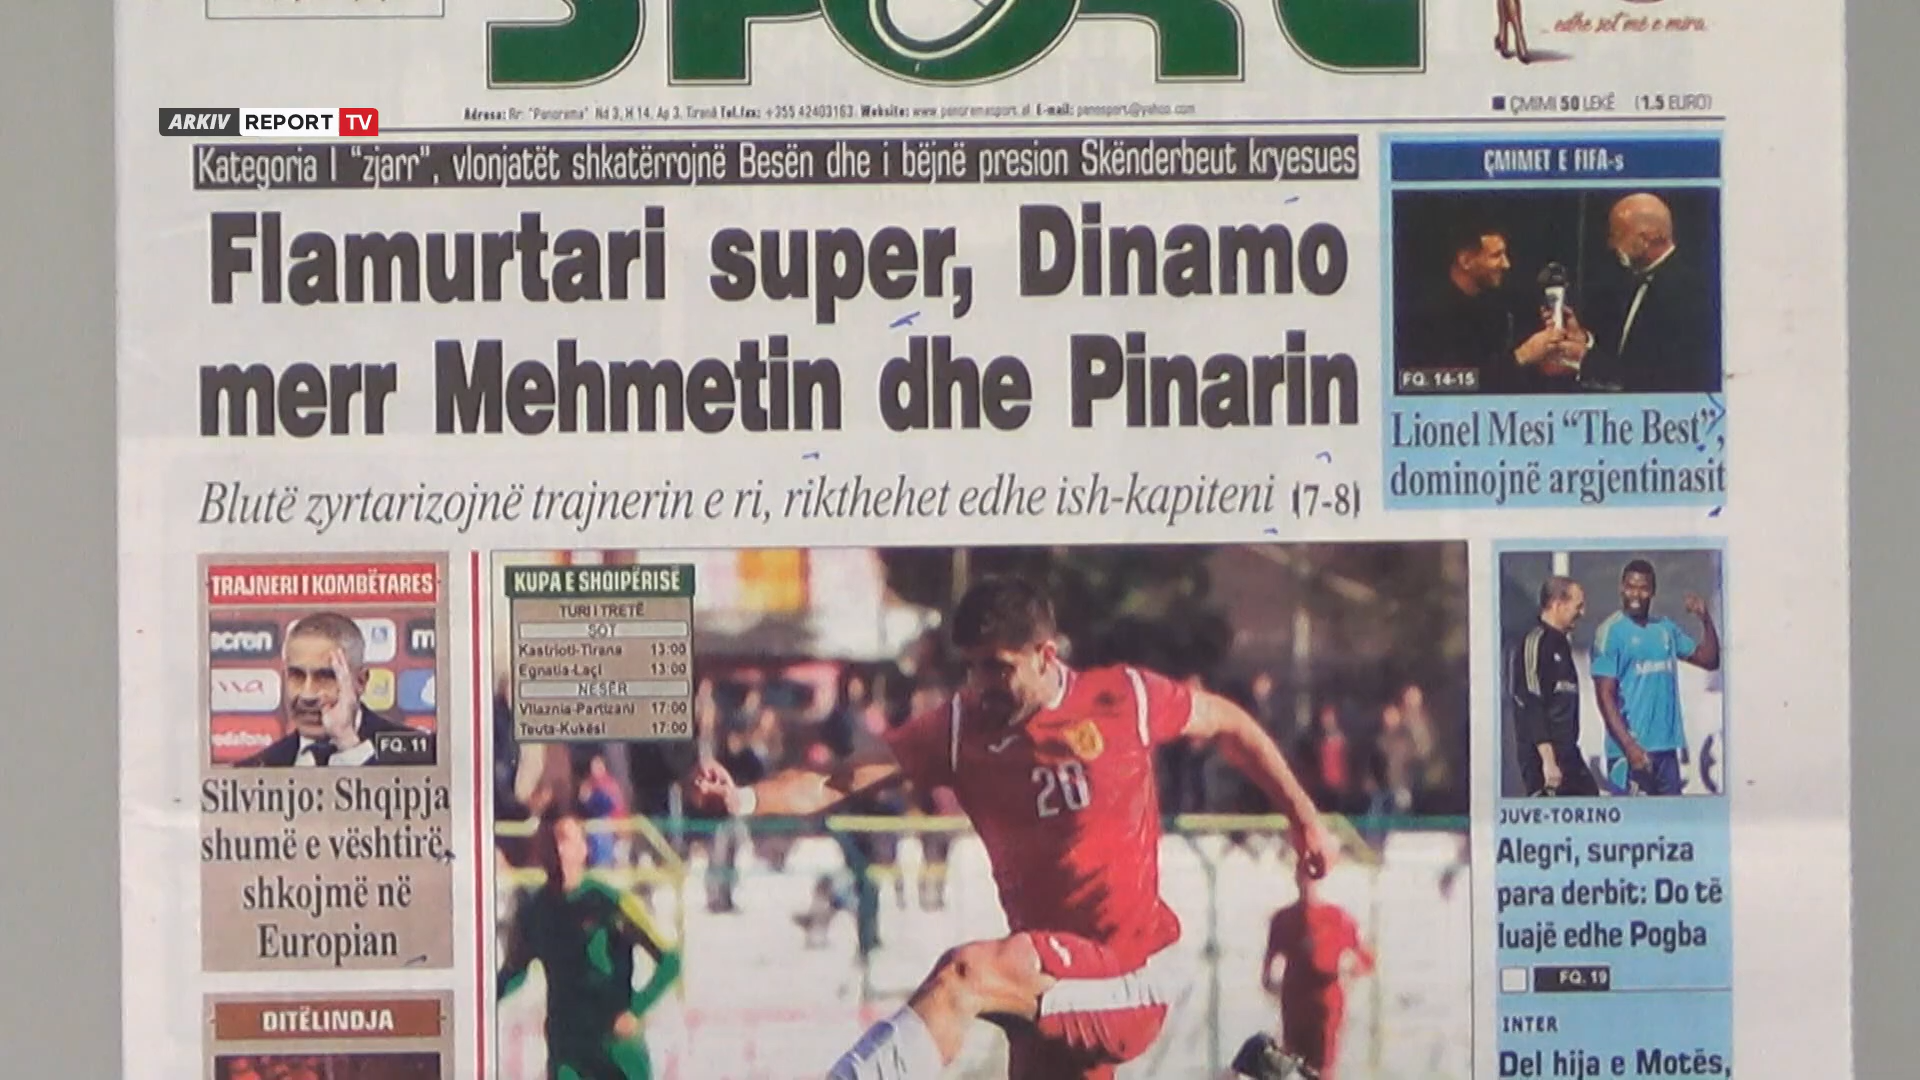 SPORT
... edhe sot më e mira.
ARKIV REPORT TV
Adresa: Rr: "Panorama" Nd 3, H 14, Ap 3, Tiranë Tel.fax: +355 42403163. Website: www.panoramasport.al E-mail: panosport@yahoo.com
ÇMIMI 50 LEKË (1.5 EURO)
Kategoria I "zjarr", vlonjatët shkatërrojnë Besën dhe i bëjnë presion Skënderbeut kryesues
Flamurtari super, Dinamo
merr Mehmetin dhe Pinarin
Blutë zyrtarizojnë trajnerin e ri, rikthehet edhe ish-kapiteni (7-8)
ÇMIMET E FIFA-s
FQ. 14-15
Lionel Mesi “The Best”,
dominojnë argjentinasit
TRAJNERI I KOMBËTARES
FQ. 11
Silvinjo: Shqipja
shumë e vështirë,
shkojmë në
Europian
DITËLINDJA
KUPA E SHQIPËRISË
TURI I TRETË
SOT
Kastrioti-Tirana 13:00
Egnatia-Laçi 13:00
NESËR
Vllaznia-Partizani 17:00
Teuta-Kukësi 17:00
20
JUVE-TORINO
Alegri, surpriza
para derbit: Do të
luajë edhe Pogba
FQ. 19
INTER
Del hija e Motës,